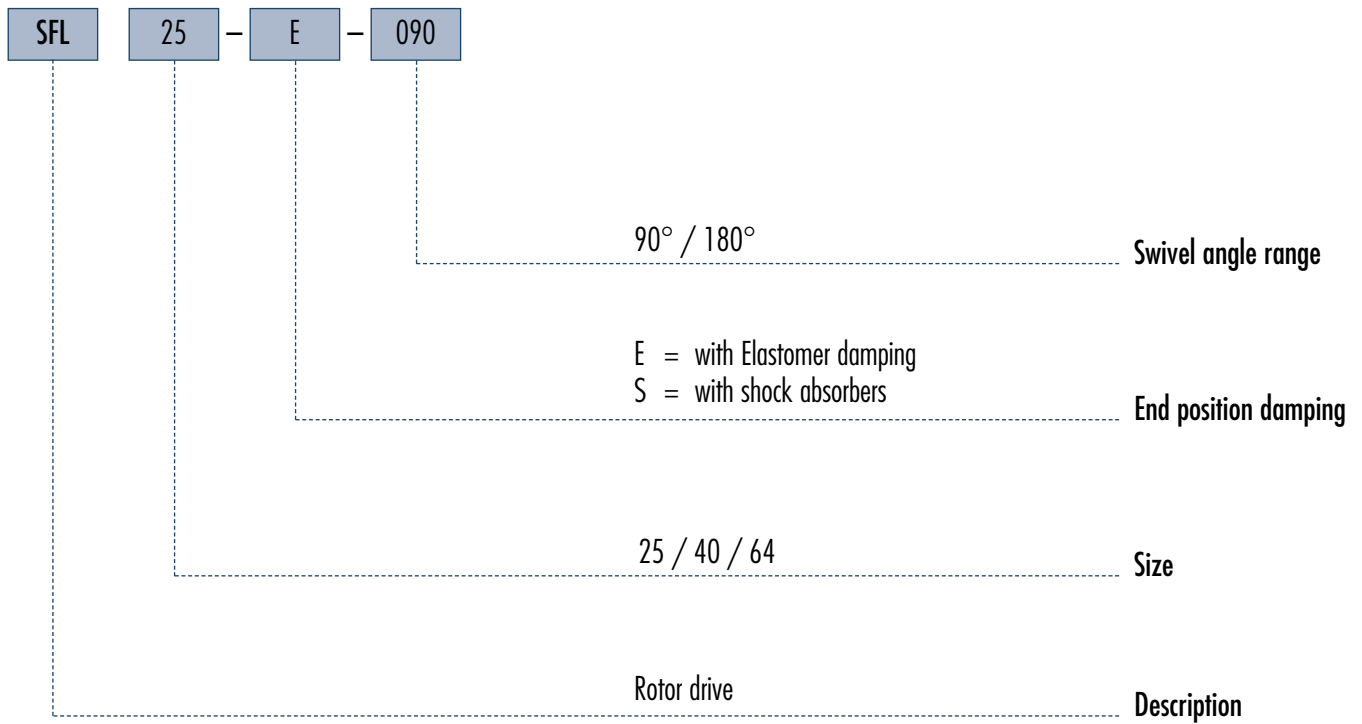 SFL 25 – E – 090
90° / 180° Swivel angle range
E = with Elastomer damping
S = with shock absorbers
End position damping
25 / 40 / 64 Size
Rotor drive Description